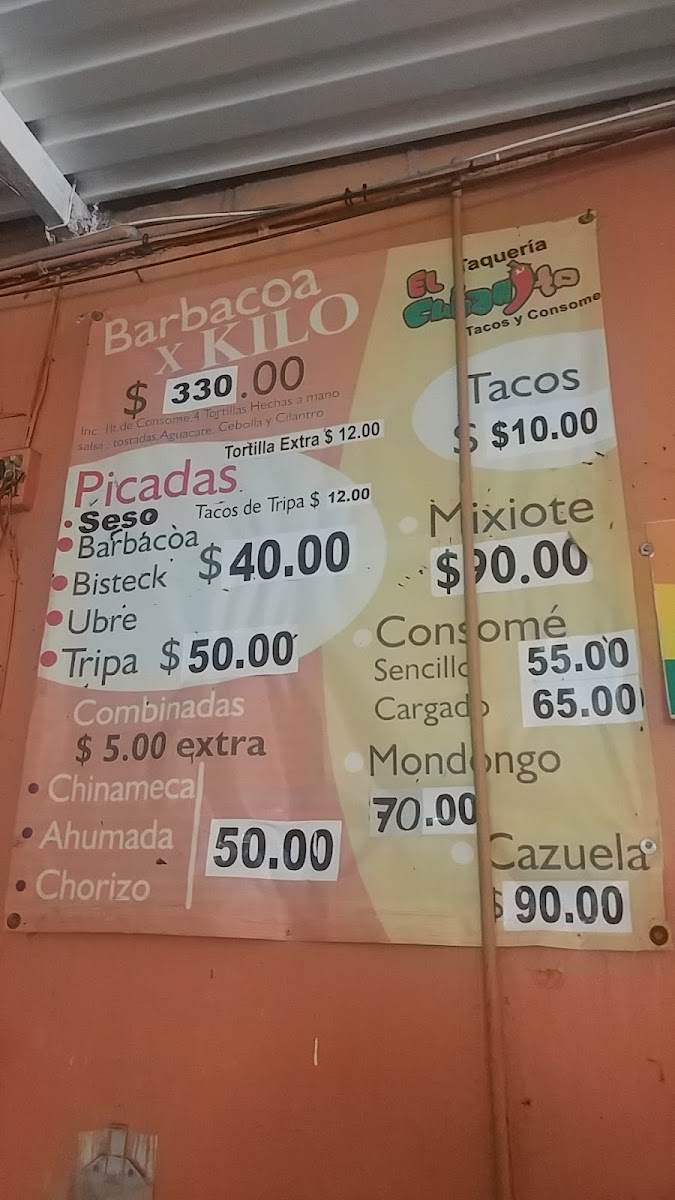 Barbacoa
X KILO
$ 330.00
Inc 1lt.de Consome.4 Tortillas Hechas a mano
salsa , tostadas,Aguacate, Cebolla y Cilantro
Tortilla Extra $ 12.00
Picadas
Tacos de Tripa $ 12.00
• Seso
• Barbacoa
$40.00
• Bisteck
• Ubre
• Tripa $50.00
Combinadas
$ 5.00 extra
• Chinameca
• Ahumada
50.00
• Chorizo
Taquería
EL
Tacos y Consome
Tacos
$ $10.00
Mixiote
$90.00
Consomé
Sencillo 55.00
Cargado 65.00
Mondongo
70.00
Cazuela
$ 90.00